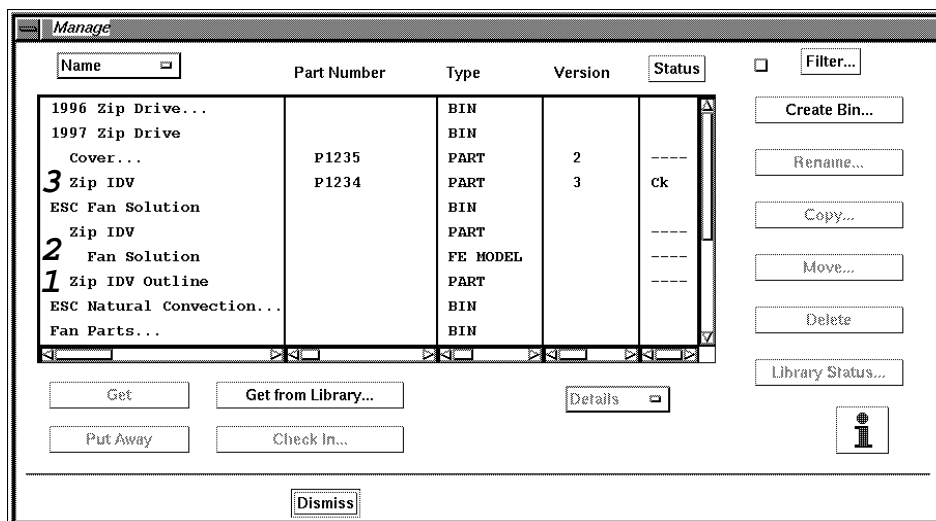 Manage
Name Part Number Type Version Status Filter...
1996 Zip Drive... BIN
1997 Zip Drive BIN
Cover... P1235 PART 2 ----
3 Zip IDV P1234 PART 3 Ck
ESC Fan Solution BIN
Zip IDV PART ----
2 Fan Solution FE MODEL ----
1 Zip IDV Outline PART ----
ESC Natural Convection... BIN
Fan Parts... BIN
Create Bin...
Rename...
Copy...
Move...
Delete
Library Status...
Get Get from Library... Details
Put Away Check In...
i
Dismiss